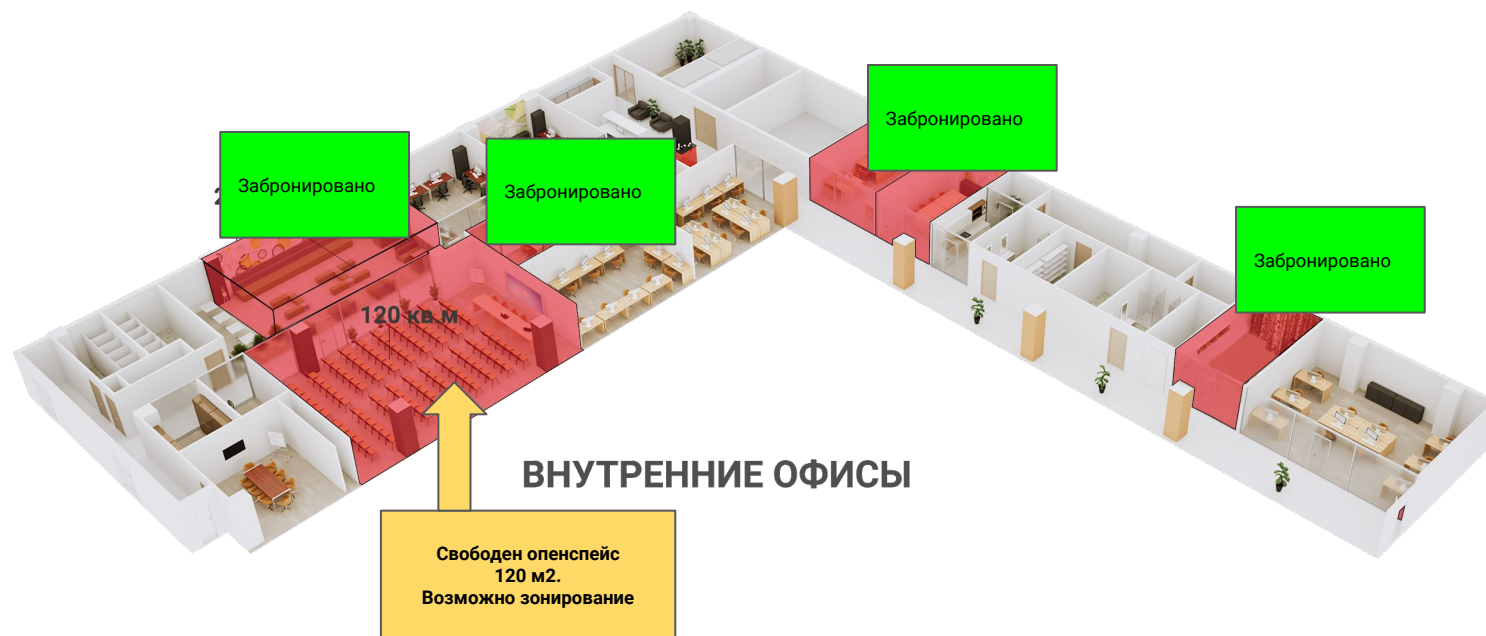 Забронировано
Забронировано
Забронировано
Забронировано
120 кв.м
ВНУТРЕННИЕ ОФИСЫ
Свободен опенспейс
120 м2.
Возможно зонирование